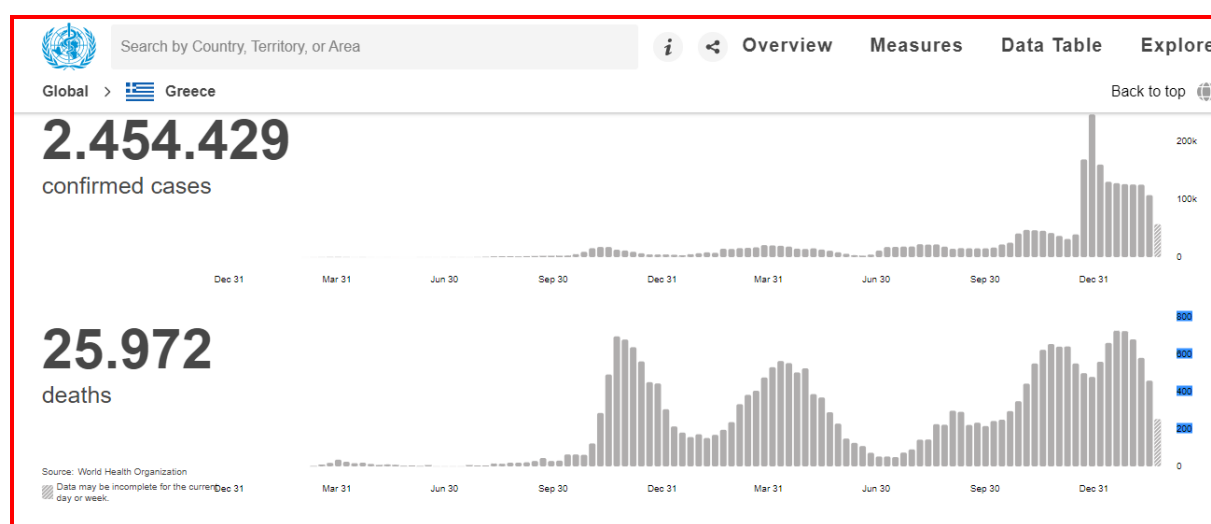 Search by Country, Territory, or Area
i
Overview
Measures
Data Table
Explore
Global > Greece
Back to top
2.454.429
confirmed cases
200k
100k
0
Dec 31 Mar 31 Jun 30 Sep 30 Dec 31 Mar 31 Jun 30 Sep 30 Dec 31
25.972
deaths
800
600
400
200
0
Source: World Health Organization
Data may be incomplete for the current
day or week.
Dec 31 Mar 31 Jun 30 Sep 30 Dec 31 Mar 31 Jun 30 Sep 30 Dec 31